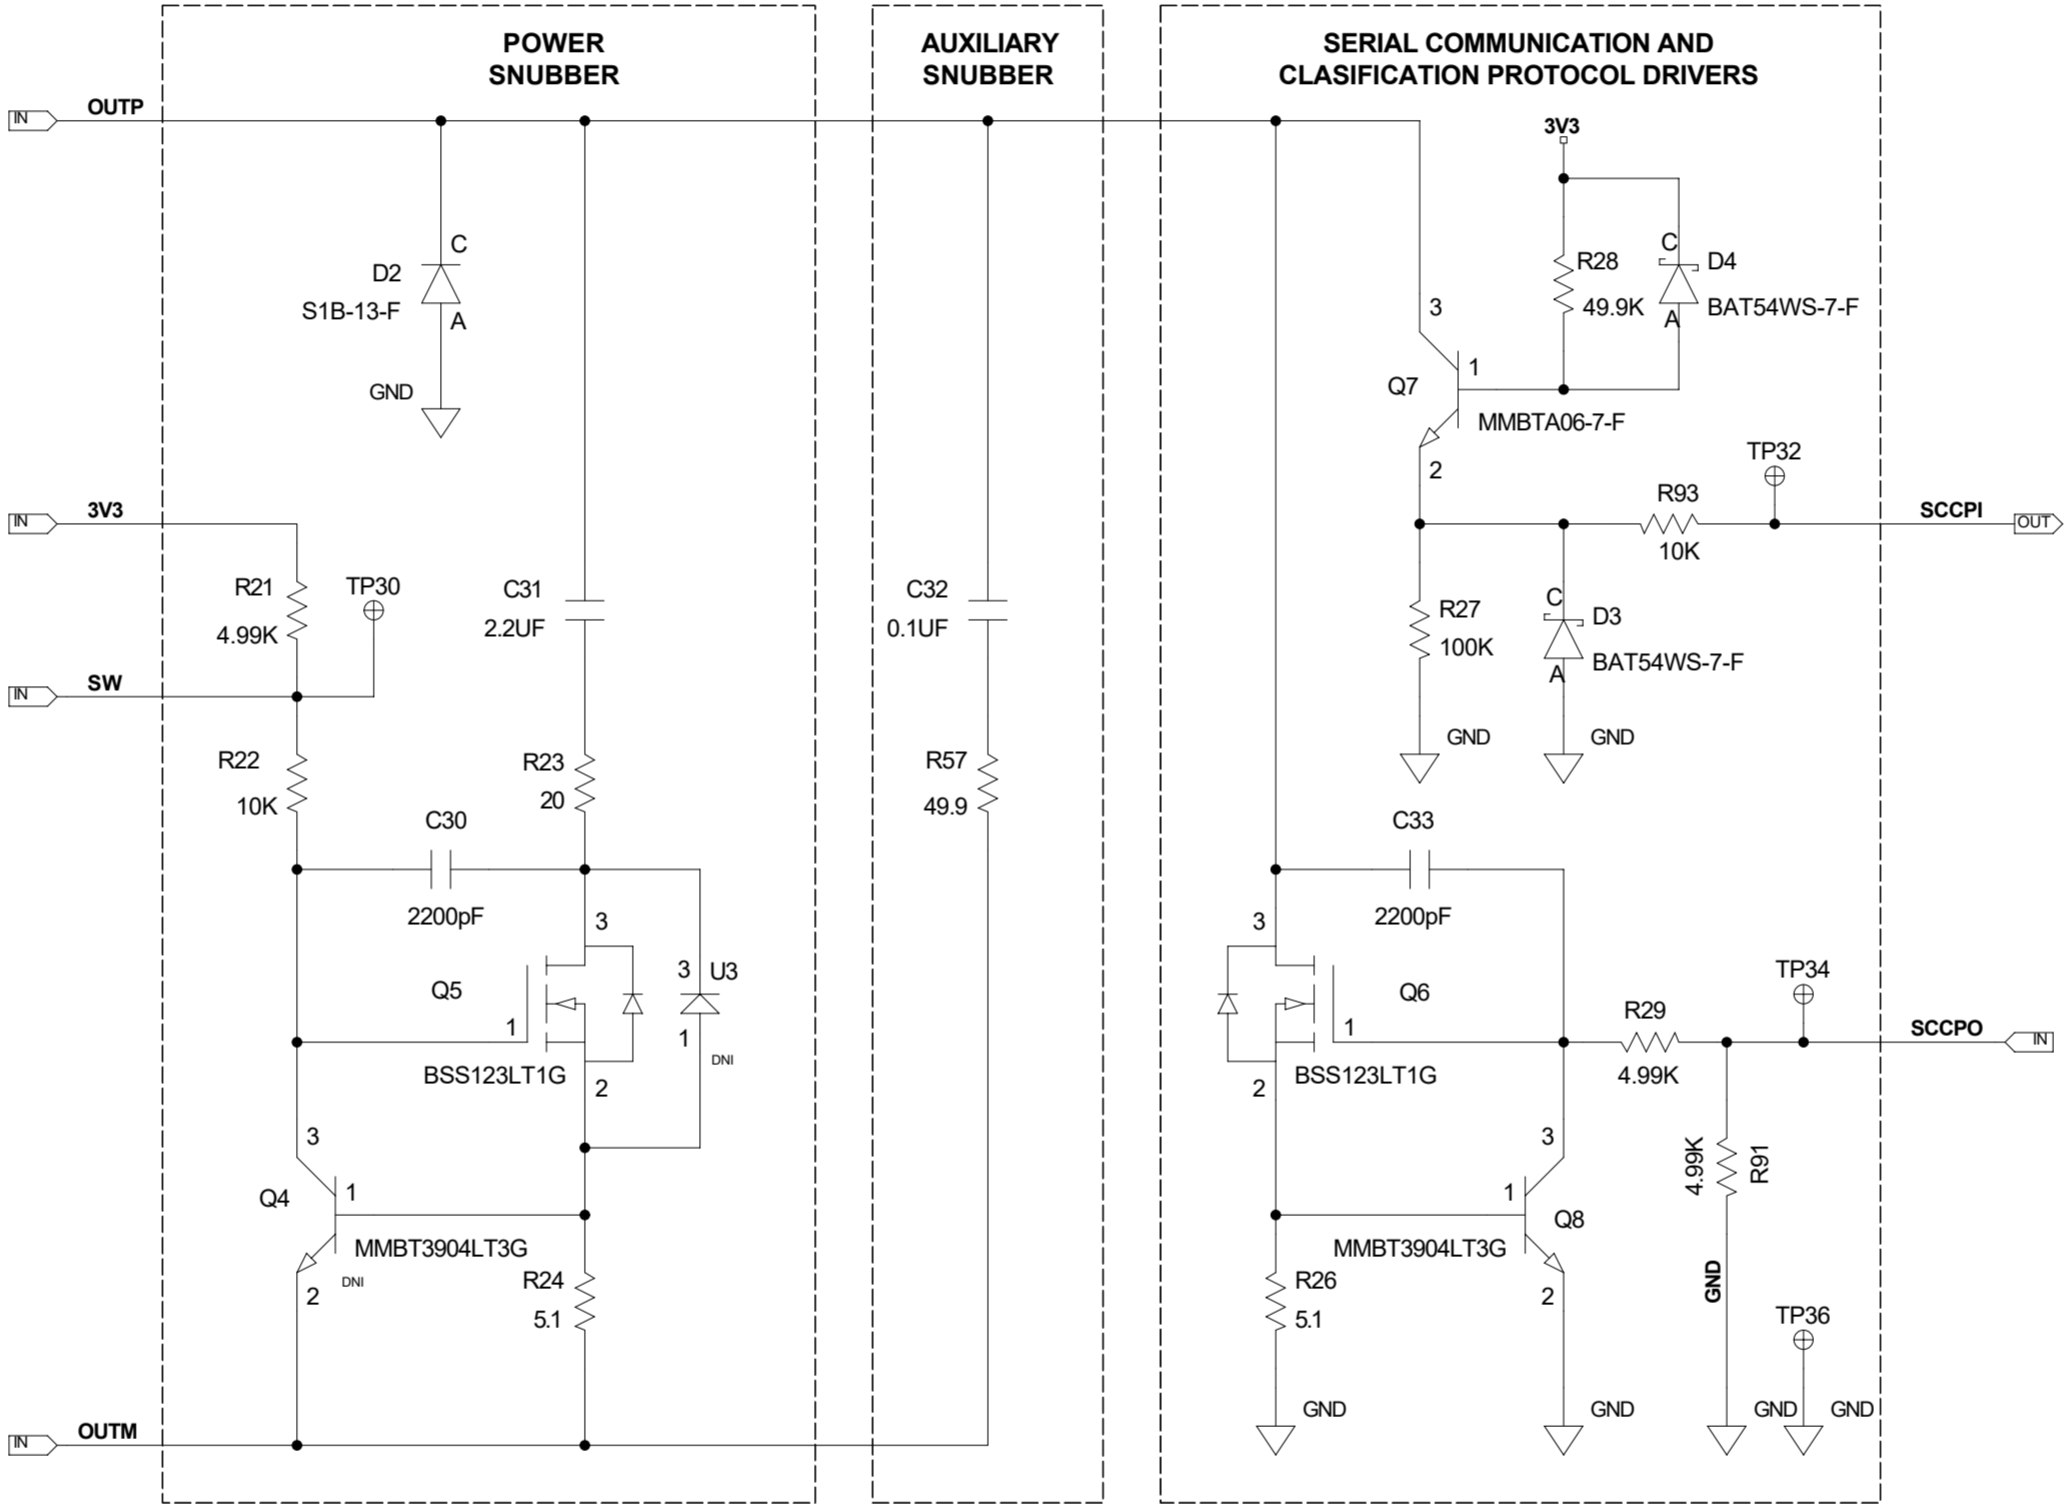 POWER
SNUBBER
AUXILIARY
SNUBBER
SERIAL COMMUNICATION AND
CLASIFICATION PROTOCOL DRIVERS
IN
OUTP
3V3
C
D2
S1B-13-F
A
GND
C
R28
D4
49.9K
BAT54WS-7-F
A
3
1
Q7
MMBTA06-7-F
2
TP32
R93
10K
SCCPI
OUT
IN
3V3
R21
4.99K
TP30
C31
2.2UF
C32
0.1UF
R27
100K
C
D3
BAT54WS-7-F
A
GND
GND
IN
SW
R22
10K
R23
20
R57
49.9
C30
2200pF
C33
2200pF
3
Q5
1
BSS123LT1G
2
3
U3
1
DNI
3
Q6
1
BSS123LT1G
2
TP34
R29
4.99K
SCCPO
IN
3
Q4
1
MMBT3904LT3G
DNI
2
R24
5.1
3
1
Q8
MMBT3904LT3G
2
R26
5.1
4.99K
R91
GND
TP36
GND
GND
GND
GND
IN
OUTM